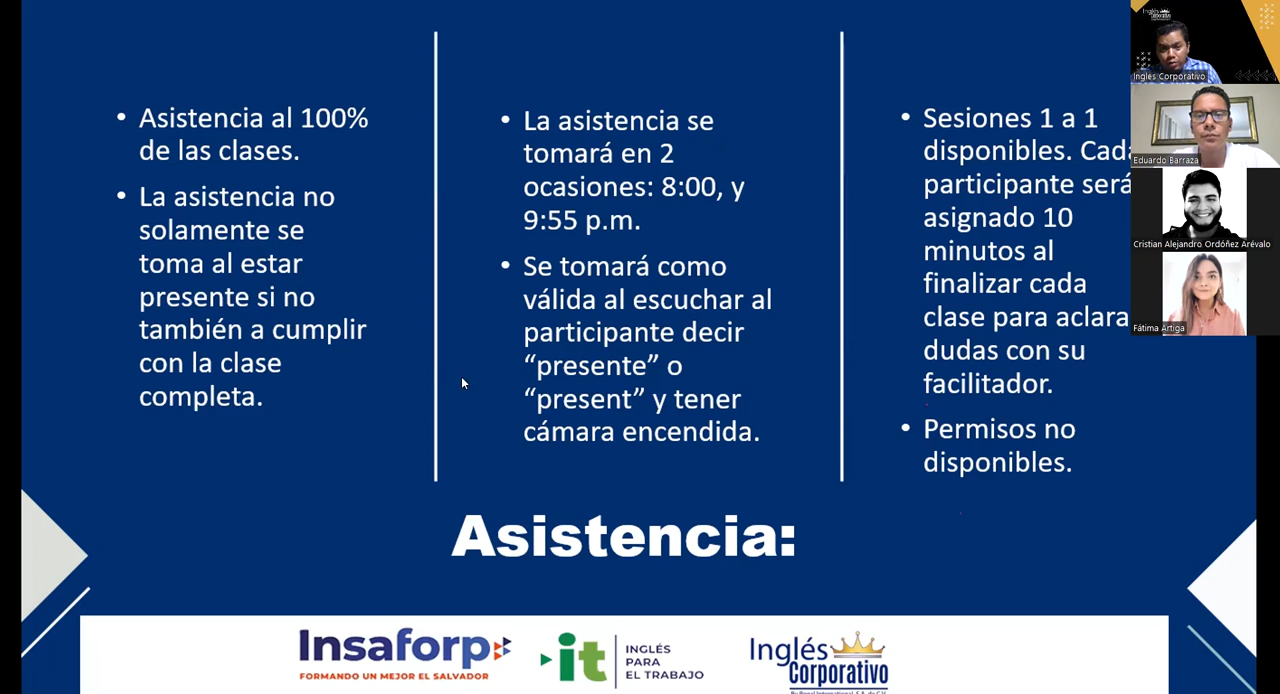 • Asistencia al 100%
de las clases.
• La asistencia no
solamente se
toma al estar
presente si no
también a cumplir
con la clase
completa.
• La asistencia se
tomará en 2
ocasiones: 8:00, y
9:55 p.m.
• Se tomará como
válida al escuchar al
participante decir
“presente” o
“present” y tener
cámara encendida.
• Sesiones 1 a 1
disponibles. Cada
participante será
asignado 10
minutos al
finalizar cada
clase para aclara
dudas con su
facilitador.
• Permisos no
disponibles.
Asistencia:
Insaforp
FORMANDO UN MEJOR EL SALVADOR
it
INGLÉS
PARA
EL TRABAJO
Inglés
Corporativo
Inglés
Corporativo
Inglés Corporativo
Eduardo Barraza
Cristian Alejandro Ordóñez Arévalo
Fátima Artiga